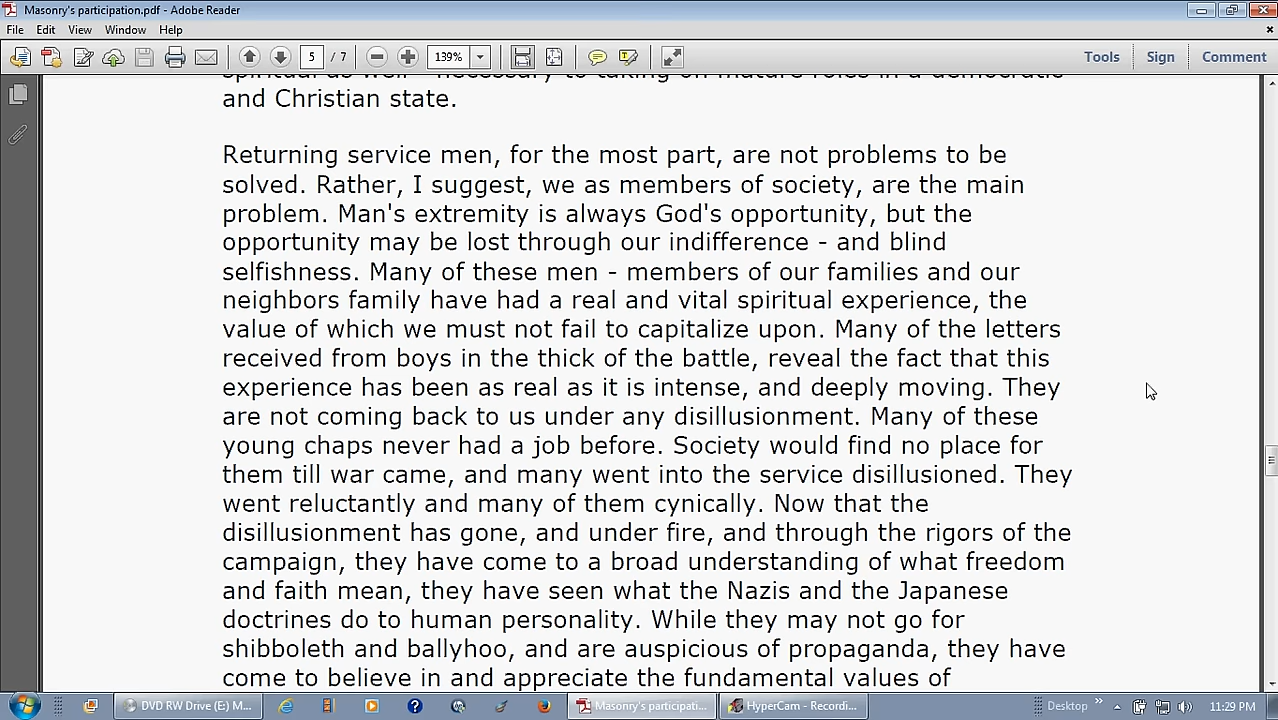 Masonry's participation.pdf - Adobe Reader
File Edit View Window Help
5 / 7 139% Tools Sign Comment
spiritual as well - necessary to taking on mature roles in a democratic
and Christian state.
Returning service men, for the most part, are not problems to be
solved. Rather, I suggest, we as members of society, are the main
problem. Man's extremity is always God's opportunity, but the
opportunity may be lost through our indifference - and blind
selfishness. Many of these men - members of our families and our
neighbors family have had a real and vital spiritual experience, the
value of which we must not fail to capitalize upon. Many of the letters
received from boys in the thick of the battle, reveal the fact that this
experience has been as real as it is intense, and deeply moving. They
are not coming back to us under any disillusionment. Many of these
young chaps never had a job before. Society would find no place for
them till war came, and many went into the service disillusioned. They
went reluctantly and many of them cynically. Now that the
disillusionment has gone, and under fire, and through the rigors of the
campaign, they have come to a broad understanding of what freedom
and faith mean, they have seen what the Nazis and the Japanese
doctrines do to human personality. While they may not go for
shibboleth and ballyhoo, and are auspicious of propaganda, they have
come to believe in and appreciate the fundamental values of
DVD RW Drive (E:) M... Masonry's participati... HyperCam - Recordi... Desktop » 11:29 PM